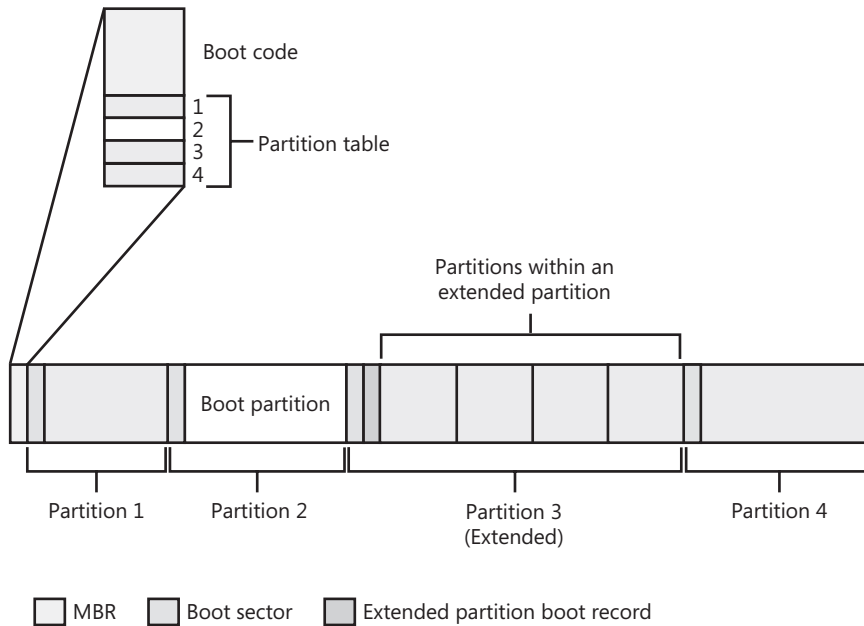 Boot code
1
2
3
4
Partition table
Partitions within an
extended partition
Boot partition
Partition 1
Partition 2
Partition 3
(Extended)
Partition 4
MBR
Boot sector
Extended partition boot record